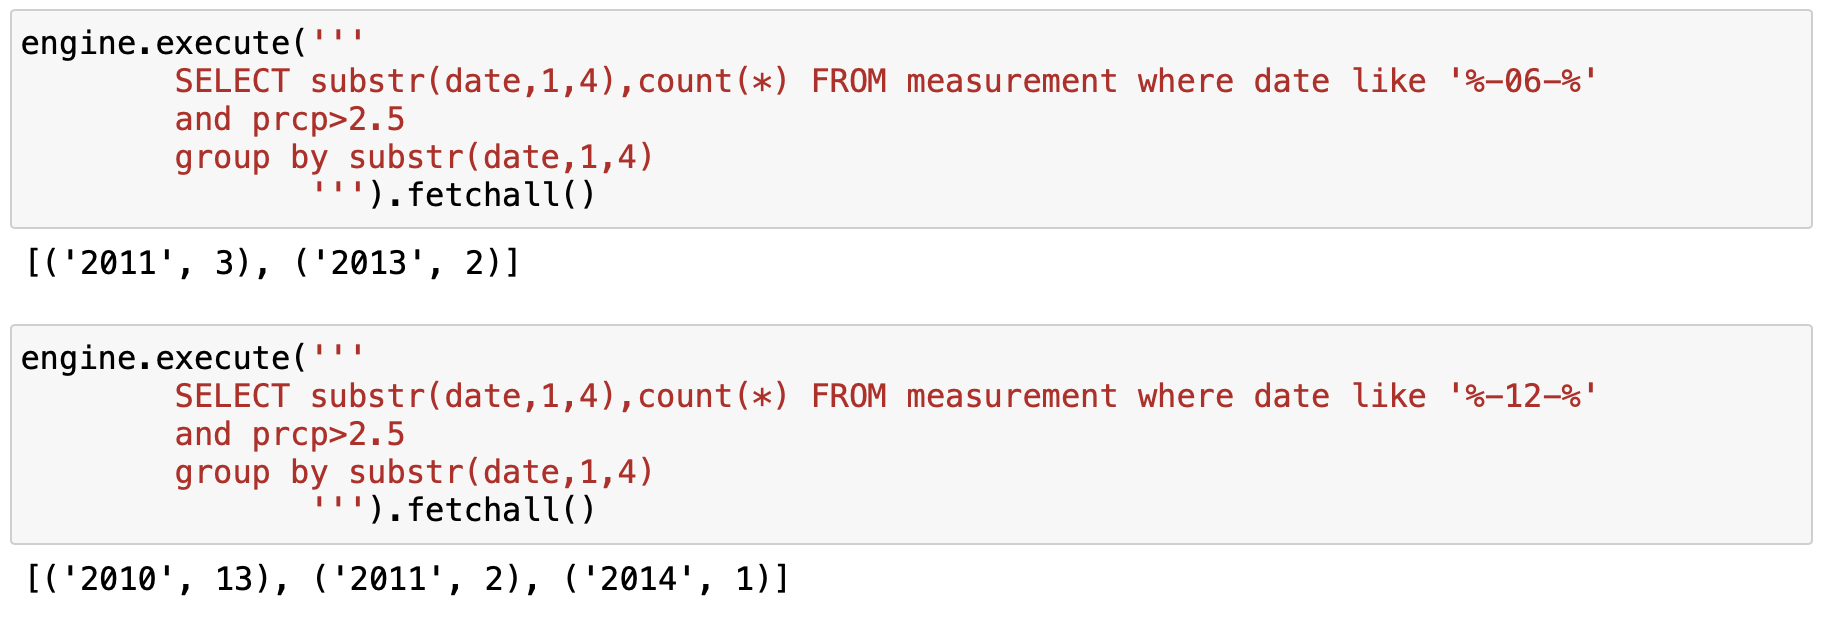 engine.execute('''
SELECT substr(date,1,4),count(*) FROM measurement where date like '%-06-%'
and prcp>2.5
group by substr(date,1,4)
''').fetchall()
[('2011', 3), ('2013', 2)]
engine.execute('''
SELECT substr(date,1,4),count(*) FROM measurement where date like '%-12-%'
and prcp>2.5
group by substr(date,1,4)
''').fetchall()
[('2010', 13), ('2011', 2), ('2014', 1)]